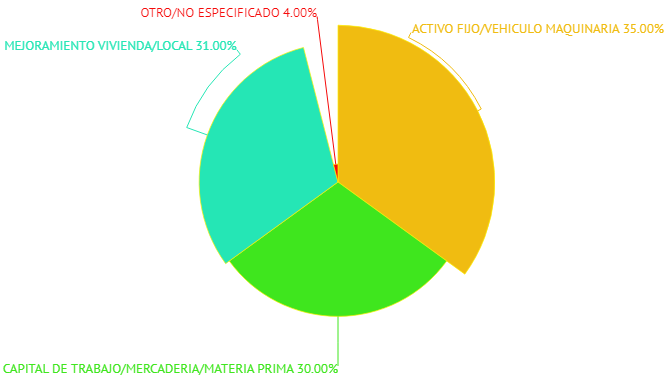 OTRO/NO ESPECIFICADO 4.00%
ACTIVO FIJO/VEHICULO MAQUINARIA 35.00%
MEJORAMIENTO VIVIENDA/LOCAL 31.00%
CAPITAL DE TRABAJO/MERCADERIA/MATERIA PRIMA 30.00%